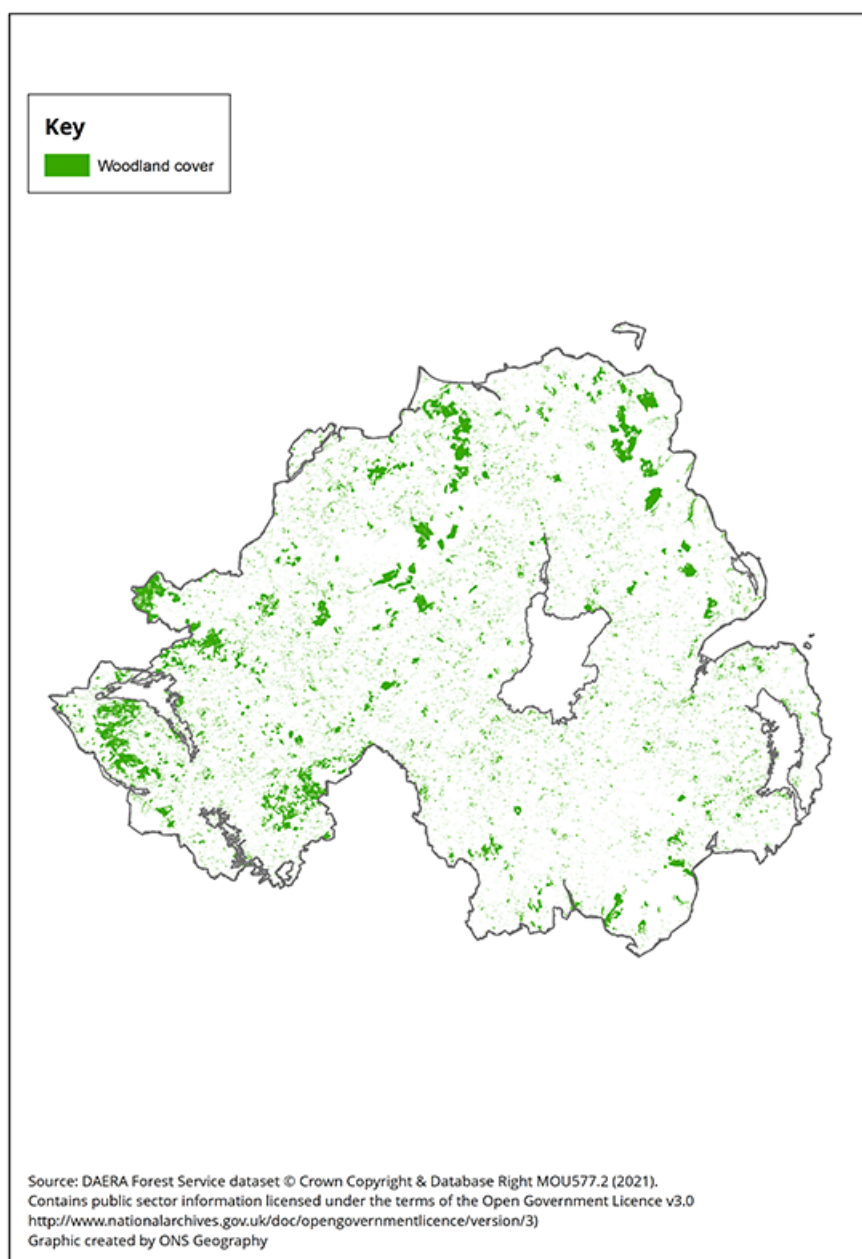 Key
Woodland cover
Source: DAERA Forest Service dataset © Crown Copyright & Database Right MOU577.2 (2021).
Contains public sector information licensed under the terms of the Open Government Licence v3.0
http://www.nationalarchives.gov.uk/doc/opengovernmentlicence/version/3)
Graphic created by ONS Geography